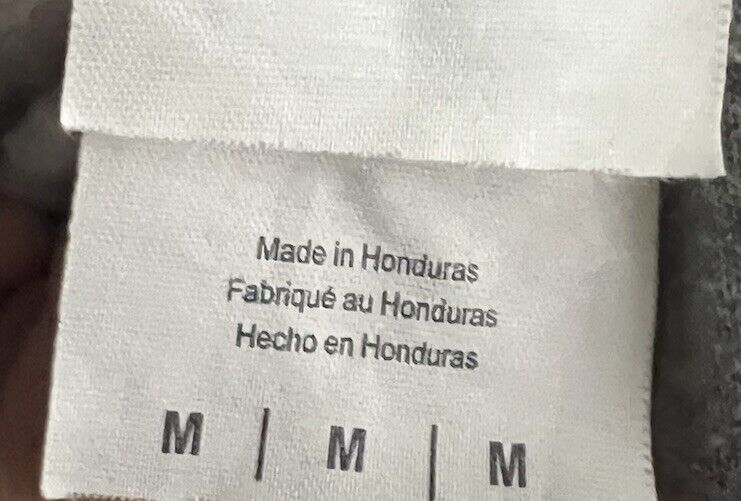 Made in Honduras
Fabriqué au Honduras
Hecho en Honduras
M | M | M